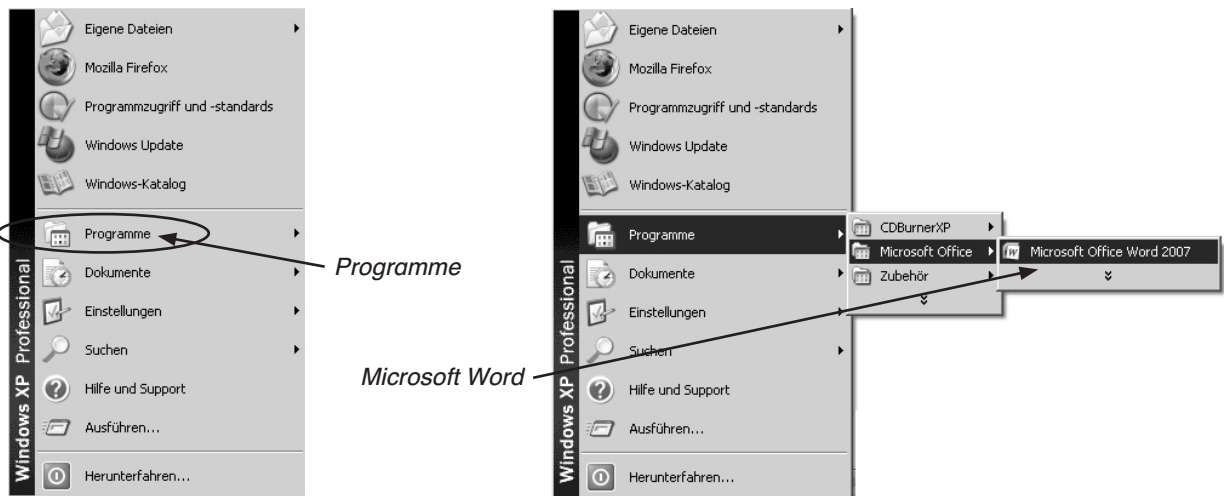 Eigene Dateien
Mozilla Firefox
Programmzugriff und -standards
Windows Update
Windows-Katalog
Programme
Dokumente
Einstellungen
Suchen
Hilfe und Support
Ausführen...
Herunterfahren...
Windows XP Professional
Programme
Eigene Dateien
Mozilla Firefox
Programmzugriff und -standards
Windows Update
Windows-Katalog
Programme
Dokumente
Einstellungen
Suchen
Hilfe und Support
Ausführen...
Herunterfahren...
Windows XP Professional
CDBurnerXP
Microsoft Office
Zubehör
Microsoft Office Word 2007
Microsoft Word